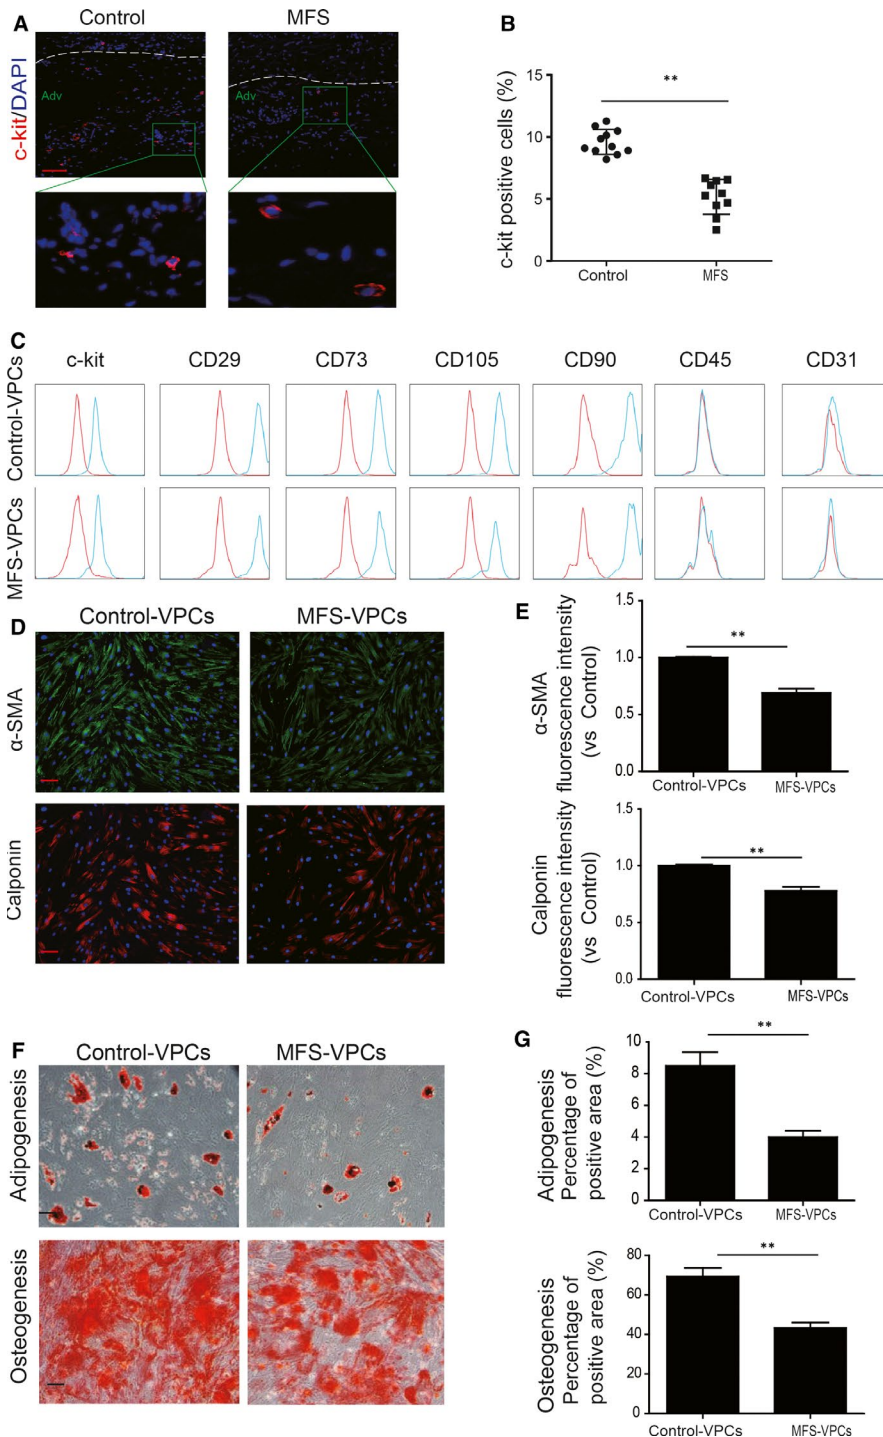 A
Control
MFS
c-kit/DAPI
Adv
Adv
B
**
c-kit positive cells (%)
15
10
5
0
Control
MFS
C
c-kit
CD29
CD73
CD105
CD90
CD45
CD31
Control-VPCs
MFS-VPCs
D
Control-VPCs
MFS-VPCs
α-SMA
Calponin
E
α-SMA
fluorescence intensity
(vs Control)
1.5
1.0
0.5
0.0
**
Control-VPCs
MFS-VPCs
Calponin
fluorescence intensity
(vs Control)
1.5
1.0
0.5
0.0
**
Control-VPCs
MFS-VPCs
F
Control-VPCs
MFS-VPCs
Adipogenesis
Osteogenesis
G
Adipogenesis
Percentage of
positive area (%)
10
8
6
4
2
0
**
Control-VPCs
MFS-VPCs
Osteogenesis
Percentage of
positive area (%)
80
60
40
20
0
**
Control-VPCs
MFS-VPCs